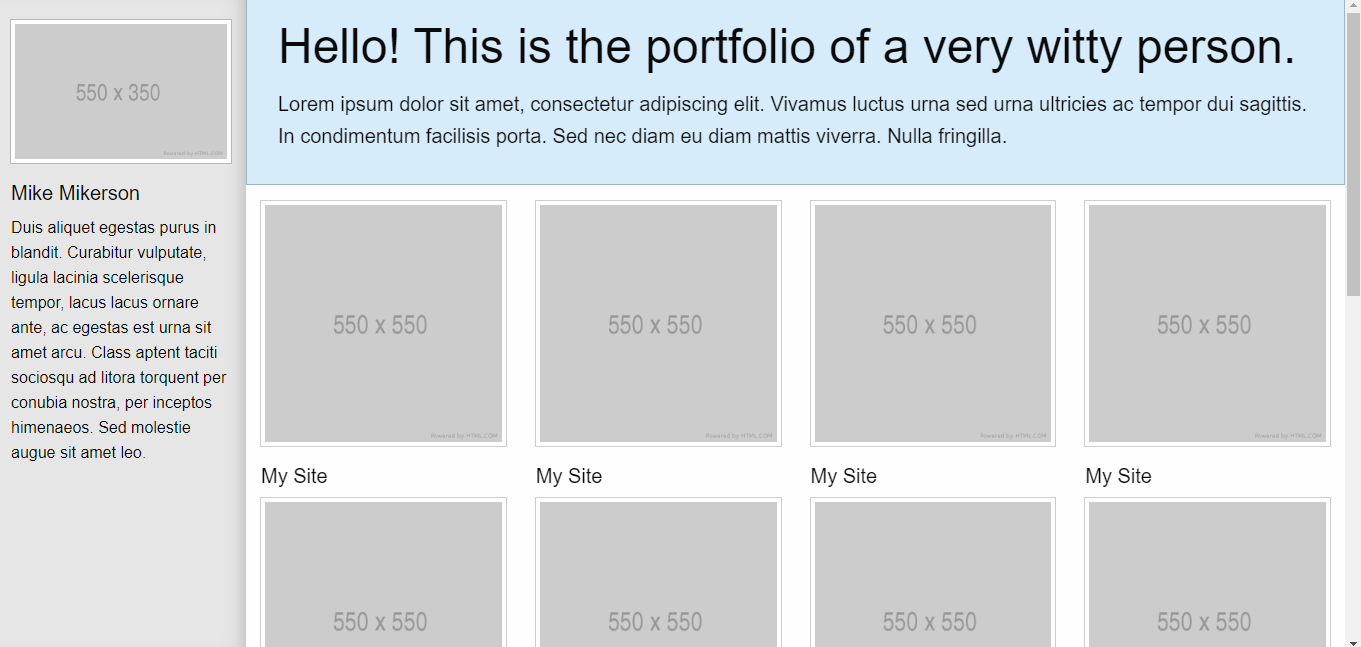 550 x 350
Powered by HTML.COM
Mike Mikerson
Duis aliquet egestas purus in
blandit. Curabitur vulputate,
ligula lacinia scelerisque
tempor, lacus lacus ornare
ante, ac egestas est urna sit
amet arcu. Class aptent taciti
sociosqu ad litora torquent per
conubia nostra, per inceptos
himenaeos. Sed molestie
augue sit amet leo.
Hello! This is the portfolio of a very witty person.
Lorem ipsum dolor sit amet, consectetur adipiscing elit. Vivamus luctus urna sed urna ultricies ac tempor dui sagittis.
In condimentum facilisis porta. Sed nec diam eu diam mattis viverra. Nulla fringilla.
550 x 550 550 x 550 550 x 550 550 x 550
Powered by HTML.COM Powered by HTML.COM Powered by HTML.COM Powered by HTML.COM
My Site My Site My Site My Site
550 x 550 550 x 550 550 x 550 550 x 550